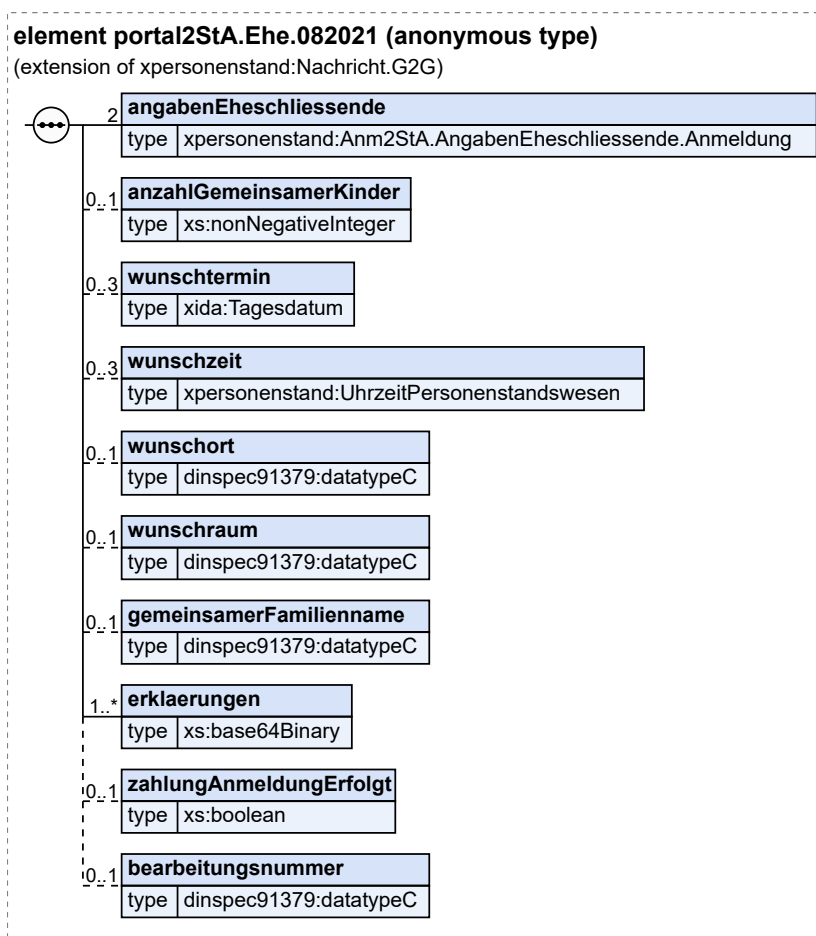 element portal2StA.Ehe.082021 (anonymous type)
(extension of xpersonenstand:Nachricht.G2G)
2 angabenEheschliessende
type xpersonenstand:Anm2StA.AngabenEheschliessende.Anmeldung
0..1 anzahlGemeinsamerKinder
type xs:nonNegativeInteger
0..3 wunschtermin
type xida:Tagesdatum
0..3 wunschzeit
type xpersonenstand:UhrzeitPersonenstandswesen
0..1 wunschort
type dinspec91379:datatypeC
0..1 wunschraum
type dinspec91379:datatypeC
0..1 gemeinsamerFamilienname
type dinspec91379:datatypeC
1..* erklaerungen
type xs:base64Binary
0..1 zahlungAnmeldungErfolgt
type xs:boolean
0..1 bearbeitungsnummer
type dinspec91379:datatypeC